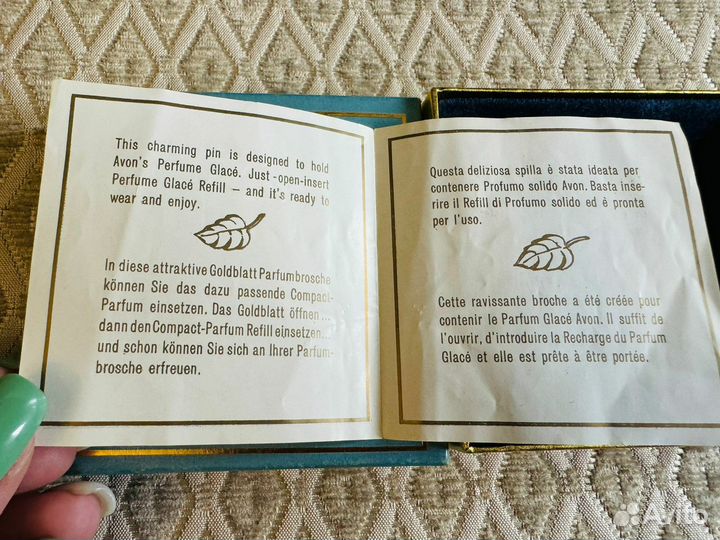 This charming pin is designed to hold
Avon's Perfume Glacé. Just-open-insert
Perfume Glacé Refill — and it's ready to
wear and enjoy.
In diese attraktive Goldblatt Parfumbrosche
können Sie das dazu passende Compact-
Parfum einsetzen. Das Goldblatt öffnen...
dann den Compact-Parfum Refill einsetzen...
und schon können Sie sich an Ihrer Parfum-
brosche erfreuen.
Questa deliziosa spilla è stata ideata per
contenere Profumo solido Avon. Basta inse-
rire il Refill di Profumo solido ed è pronta
per l'uso.
Cette ravissante broche a été créée pour
contenir le Parfum Glacé Avon. Il suffit de
l'ouvrir, d'introduire la Recharge du Parfum
Glacé et elle est prête à être portée.
Avito